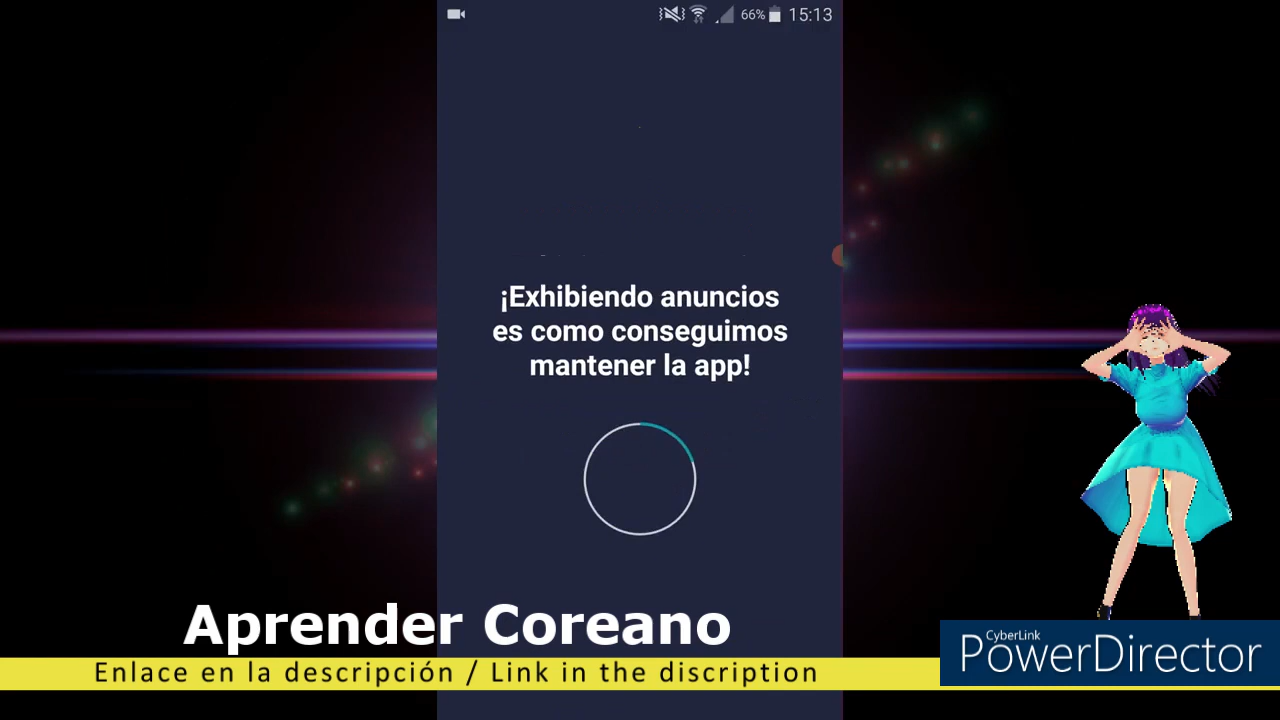 66% 15:13
¡Exhibiendo anuncios
es como conseguimos
mantener la app!
Aprender Coreano
Enlace en la descripción / Link in the discription
CyberLink
PowerDirector